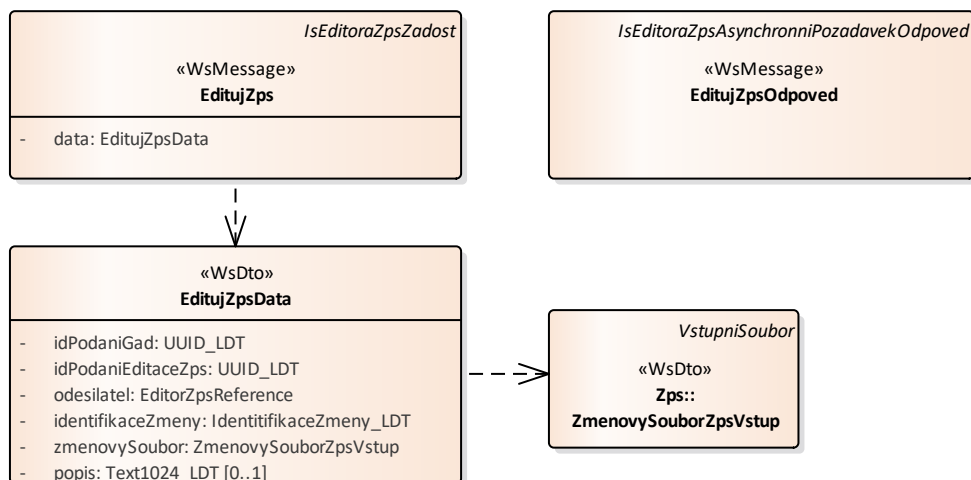 IsEditoraZpsZadost
«WsMessage»
EditujZps
- data: EditujZpsData
IsEditoraZpsAsynchronniPozadavekOdpoved
«WsMessage»
EditujZpsOdpoved
«WsDto»
EditujZpsData
- idPodaniGad: UUID_LDT
- idPodaniEditaceZps: UUID_LDT
- odesilatel: EditorZpsReference
- identifikaceZmeny: IdentitifikaceZmeny_LDT
- zmenovySoubor: ZmenovySouborZpsVstup
- popis: Text1024_LDT [0..1]
VstupniSoubor
«WsDto»
Zps::
ZmenovySouborZpsVstup